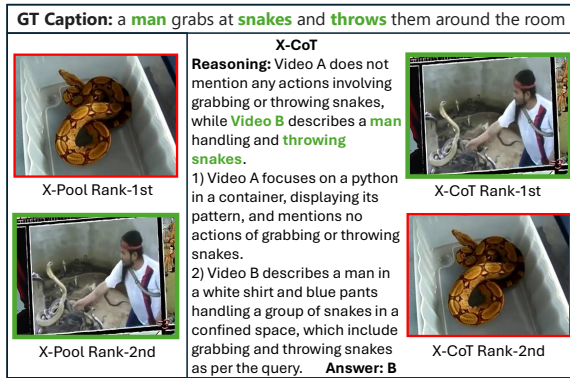 GT Caption: a man grabs at snakes and throws them around the room
X-Pool Rank-1st
X-Pool Rank-2nd
X-CoT
Reasoning: Video A does not
mention any actions involving
grabbing or throwing snakes,
while Video B describes a man
handling and throwing
snakes.
1) Video A focuses on a python
in a container, displaying its
pattern, and mentions no
actions of grabbing or throwing
snakes.
2) Video B describes a man in
a white shirt and blue pants
handling a group of snakes in a
confined space, which include
grabbing and throwing snakes
as per the query. Answer: B
X-CoT Rank-1st
X-CoT Rank-2nd